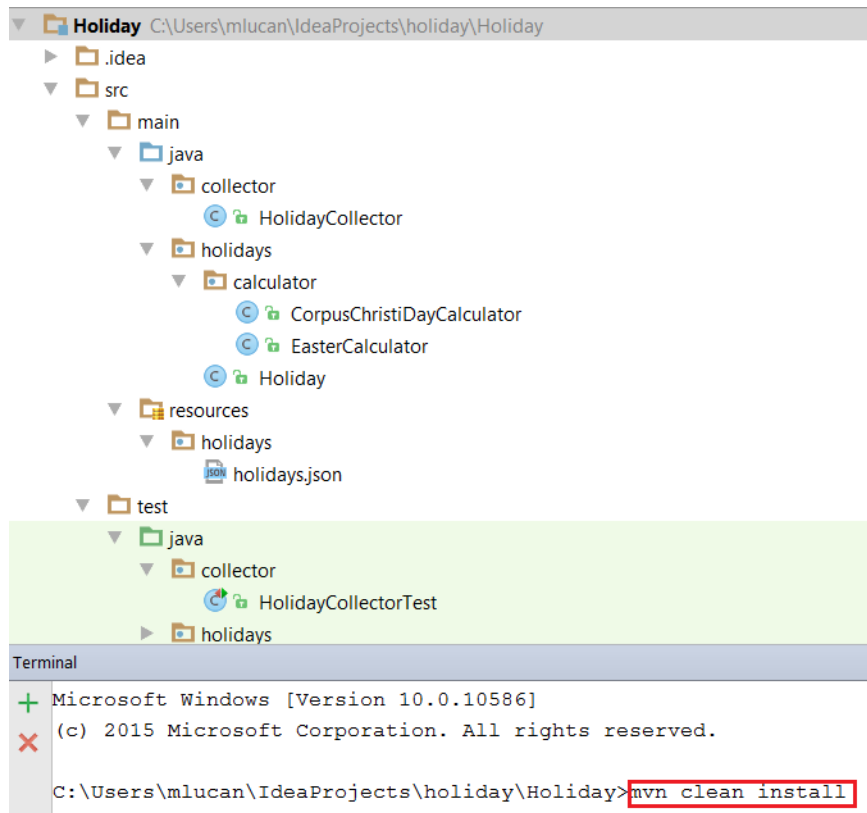 Holiday C:\Users\mlucan\IdeaProjects\holiday\Holiday
.idea
src
main
java
collector
C HolidayCollector
holidays
calculator
C CorpusChristiDayCalculator
C EasterCalculator
C Holiday
resources
holidays
JSON holidays.json
test
java
collector
C HolidayCollectorTest
holidays
Terminal
Microsoft Windows [Version 10.0.10586]
(c) 2015 Microsoft Corporation. All rights reserved.
C:\Users\mlucan\IdeaProjects\holiday\Holiday>mvn clean install